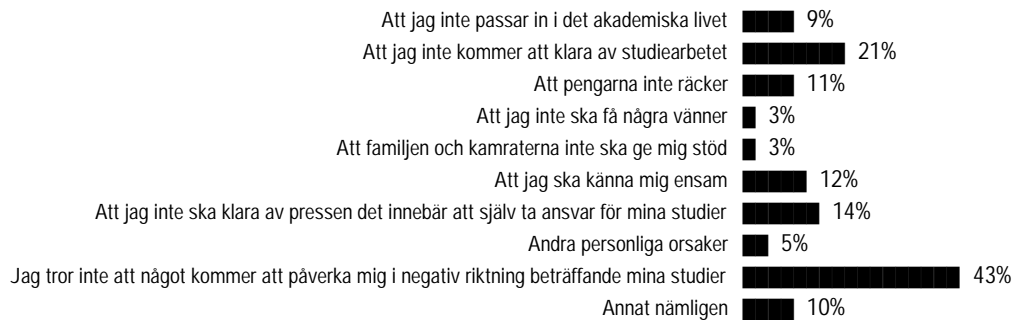 Att jag inte passar in i det akademiska livet 9%
Att jag inte kommer att klara av studiearbetet 21%
Att pengarna inte räcker 11%
Att jag inte ska få några vänner 3%
Att familjen och kamraterna inte ska ge mig stöd 3%
Att jag ska känna mig ensam 12%
Att jag inte ska klara av pressen det innebär att själv ta ansvar för mina studier 14%
Andra personliga orsaker 5%
Jag tror inte att något kommer att påverka mig i negativ riktning beträffande mina studier 43%
Annat nämligen 10%